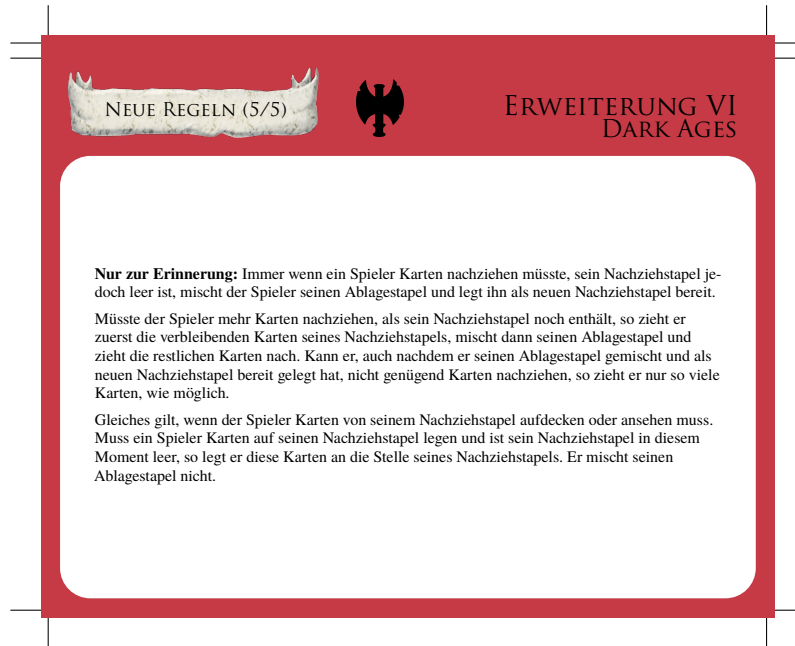 Neue Regeln (5/5)
Erweiterung VI
Dark Ages
Nur zur Erinnerung: Immer wenn ein Spieler Karten nachziehen müsste, sein Nachziehstapel je-
doch leer ist, mischt der Spieler seinen Ablagestapel und legt ihn als neuen Nachziehstapel bereit.
Müsste der Spieler mehr Karten nachziehen, als sein Nachziehstapel noch enthält, so zieht er
zuerst die verbleibenden Karten seines Nachziehstapels, mischt dann seinen Ablagestapel und
zieht die restlichen Karten nach. Kann er, auch nachdem er seinen Ablagestapel gemischt und als
neuen Nachziehstapel bereit gelegt hat, nicht genügend Karten nachziehen, so zieht er nur so viele
Karten, wie möglich.
Gleiches gilt, wenn der Spieler Karten von seinem Nachziehstapel aufdecken oder ansehen muss.
Muss ein Spieler Karten auf seinen Nachziehstapel legen und ist sein Nachziehstapel in diesem
Moment leer, so legt er diese Karten an die Stelle seines Nachziehstapels. Er mischt seinen
Ablagestapel nicht.